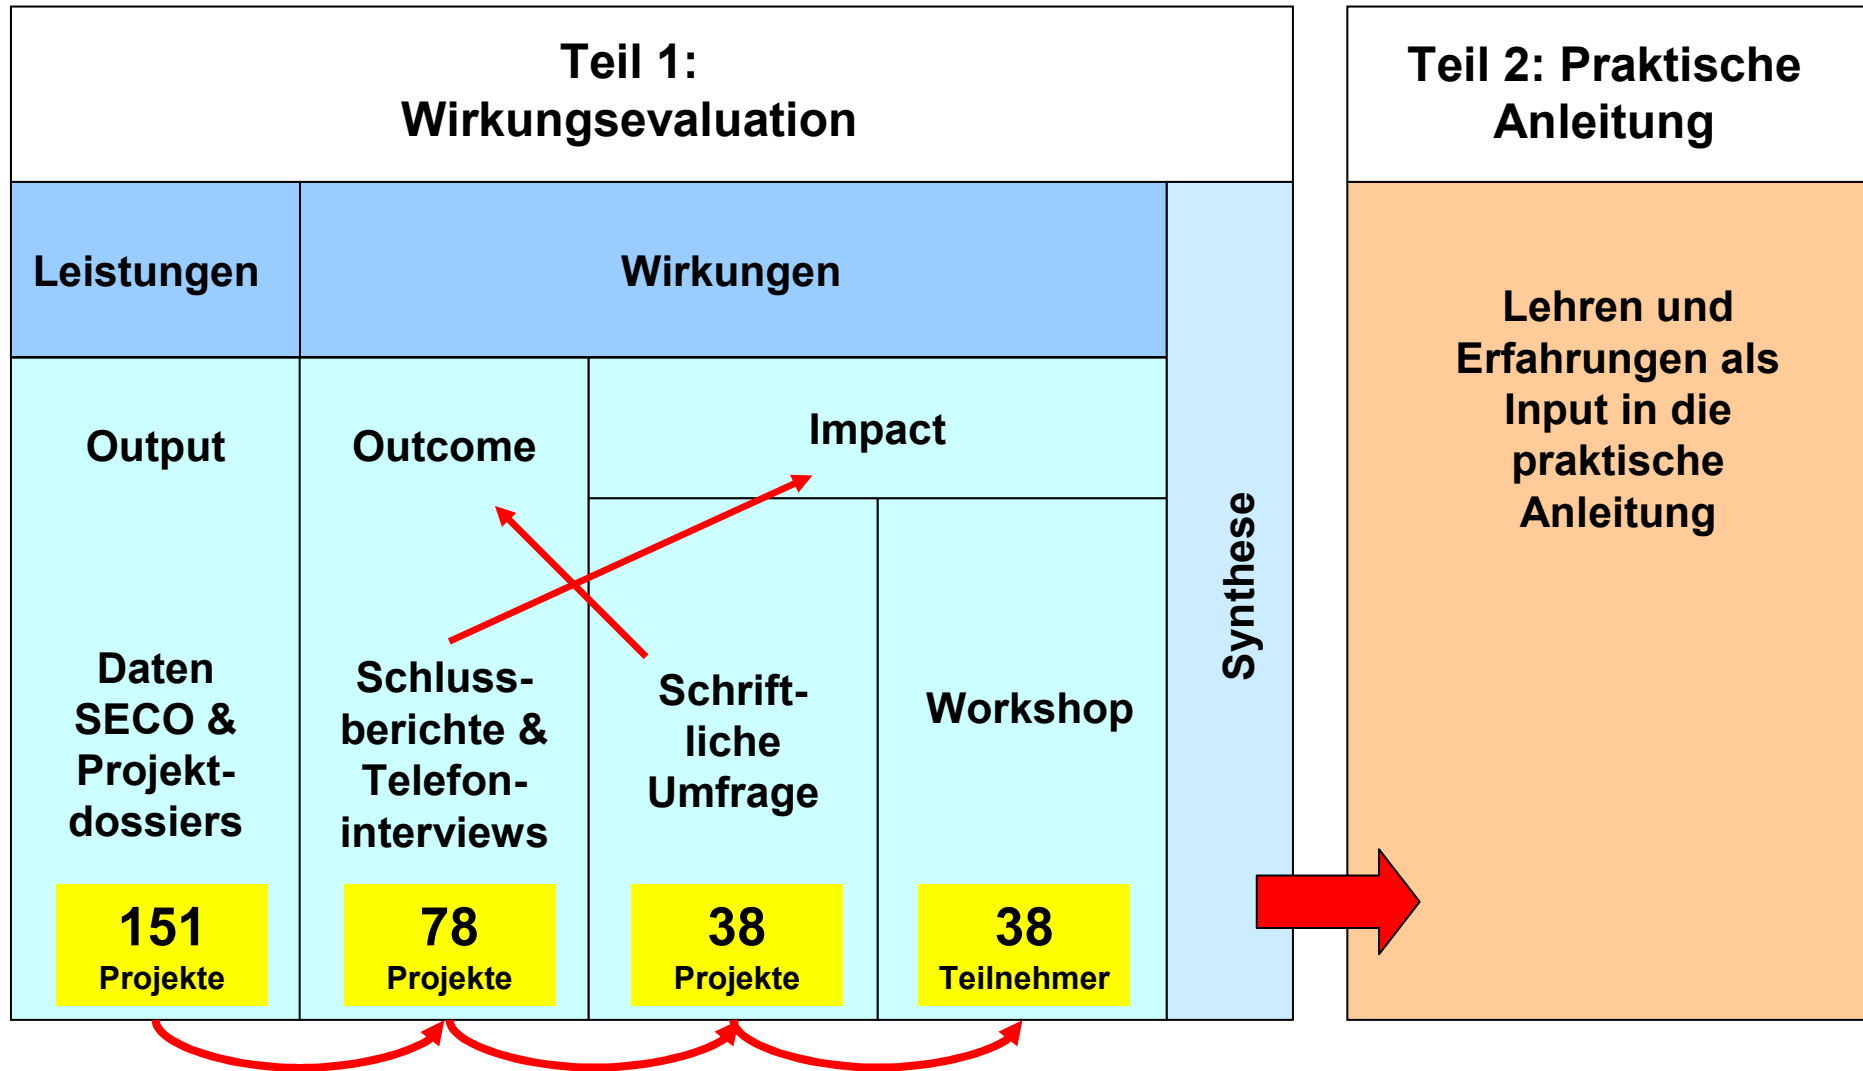 Teil 1:
Wirkungsevaluation
Teil 2: Praktische
Anleitung
Leistungen
Wirkungen
Output
Outcome
Impact
Daten
SECO &
Projekt-
dossiers
Schluss-
berichte &
Telefon-
interviews
Schrift-
liche
Umfrage
Workshop
151
Projekte
78
Projekte
38
Projekte
38
Teilnehmer
Synthese
Lehren und
Erfahrungen als
Input in die
praktische
Anleitung